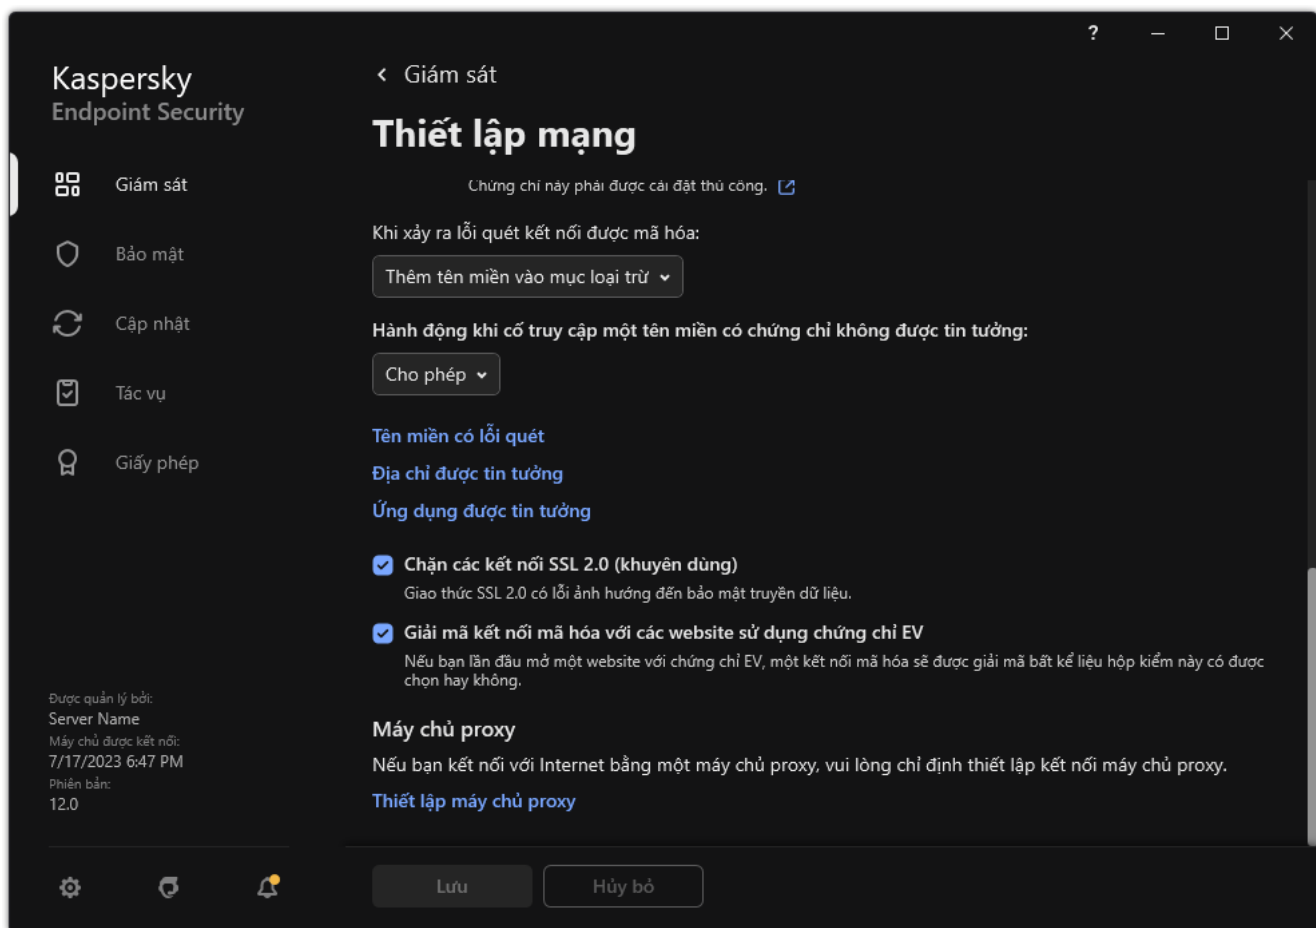 ?
Kaspersky
Endpoint Security
Giám sát
Bảo mật
Cập nhật
Tác vụ
Giấy phép
Được quản lý bởi:
Server Name
Máy chủ được kết nối:
7/17/2023 6:47 PM
Phiên bản:
12.0
Giám sát
Thiết lập mạng
Chứng chỉ này phải được cài đặt thủ công.
Khi xảy ra lỗi quét kết nối được mã hóa:
Thêm tên miền vào mục loại trừ
Hành động khi cố truy cập một tên miền có chứng chỉ không được tin tưởng:
Cho phép
Tên miền có lỗi quét
Địa chỉ được tin tưởng
Ứng dụng được tin tưởng
Chặn các kết nối SSL 2.0 (khuyên dùng)
Giao thức SSL 2.0 có lỗi ảnh hưởng đến bảo mật truyền dữ liệu.
Giải mã kết nối mã hóa với các website sử dụng chứng chỉ EV
Nếu bạn lần đầu mở một website với chứng chỉ EV, một kết nối mã hóa sẽ được giải mã bất kể liệu hộp kiểm này có được
chọn hay không.
Máy chủ proxy
Nếu bạn kết nối với Internet bằng một máy chủ proxy, vui lòng chỉ định thiết lập kết nối máy chủ proxy.
Thiết lập máy chủ proxy
Lưu
Hủy bỏ